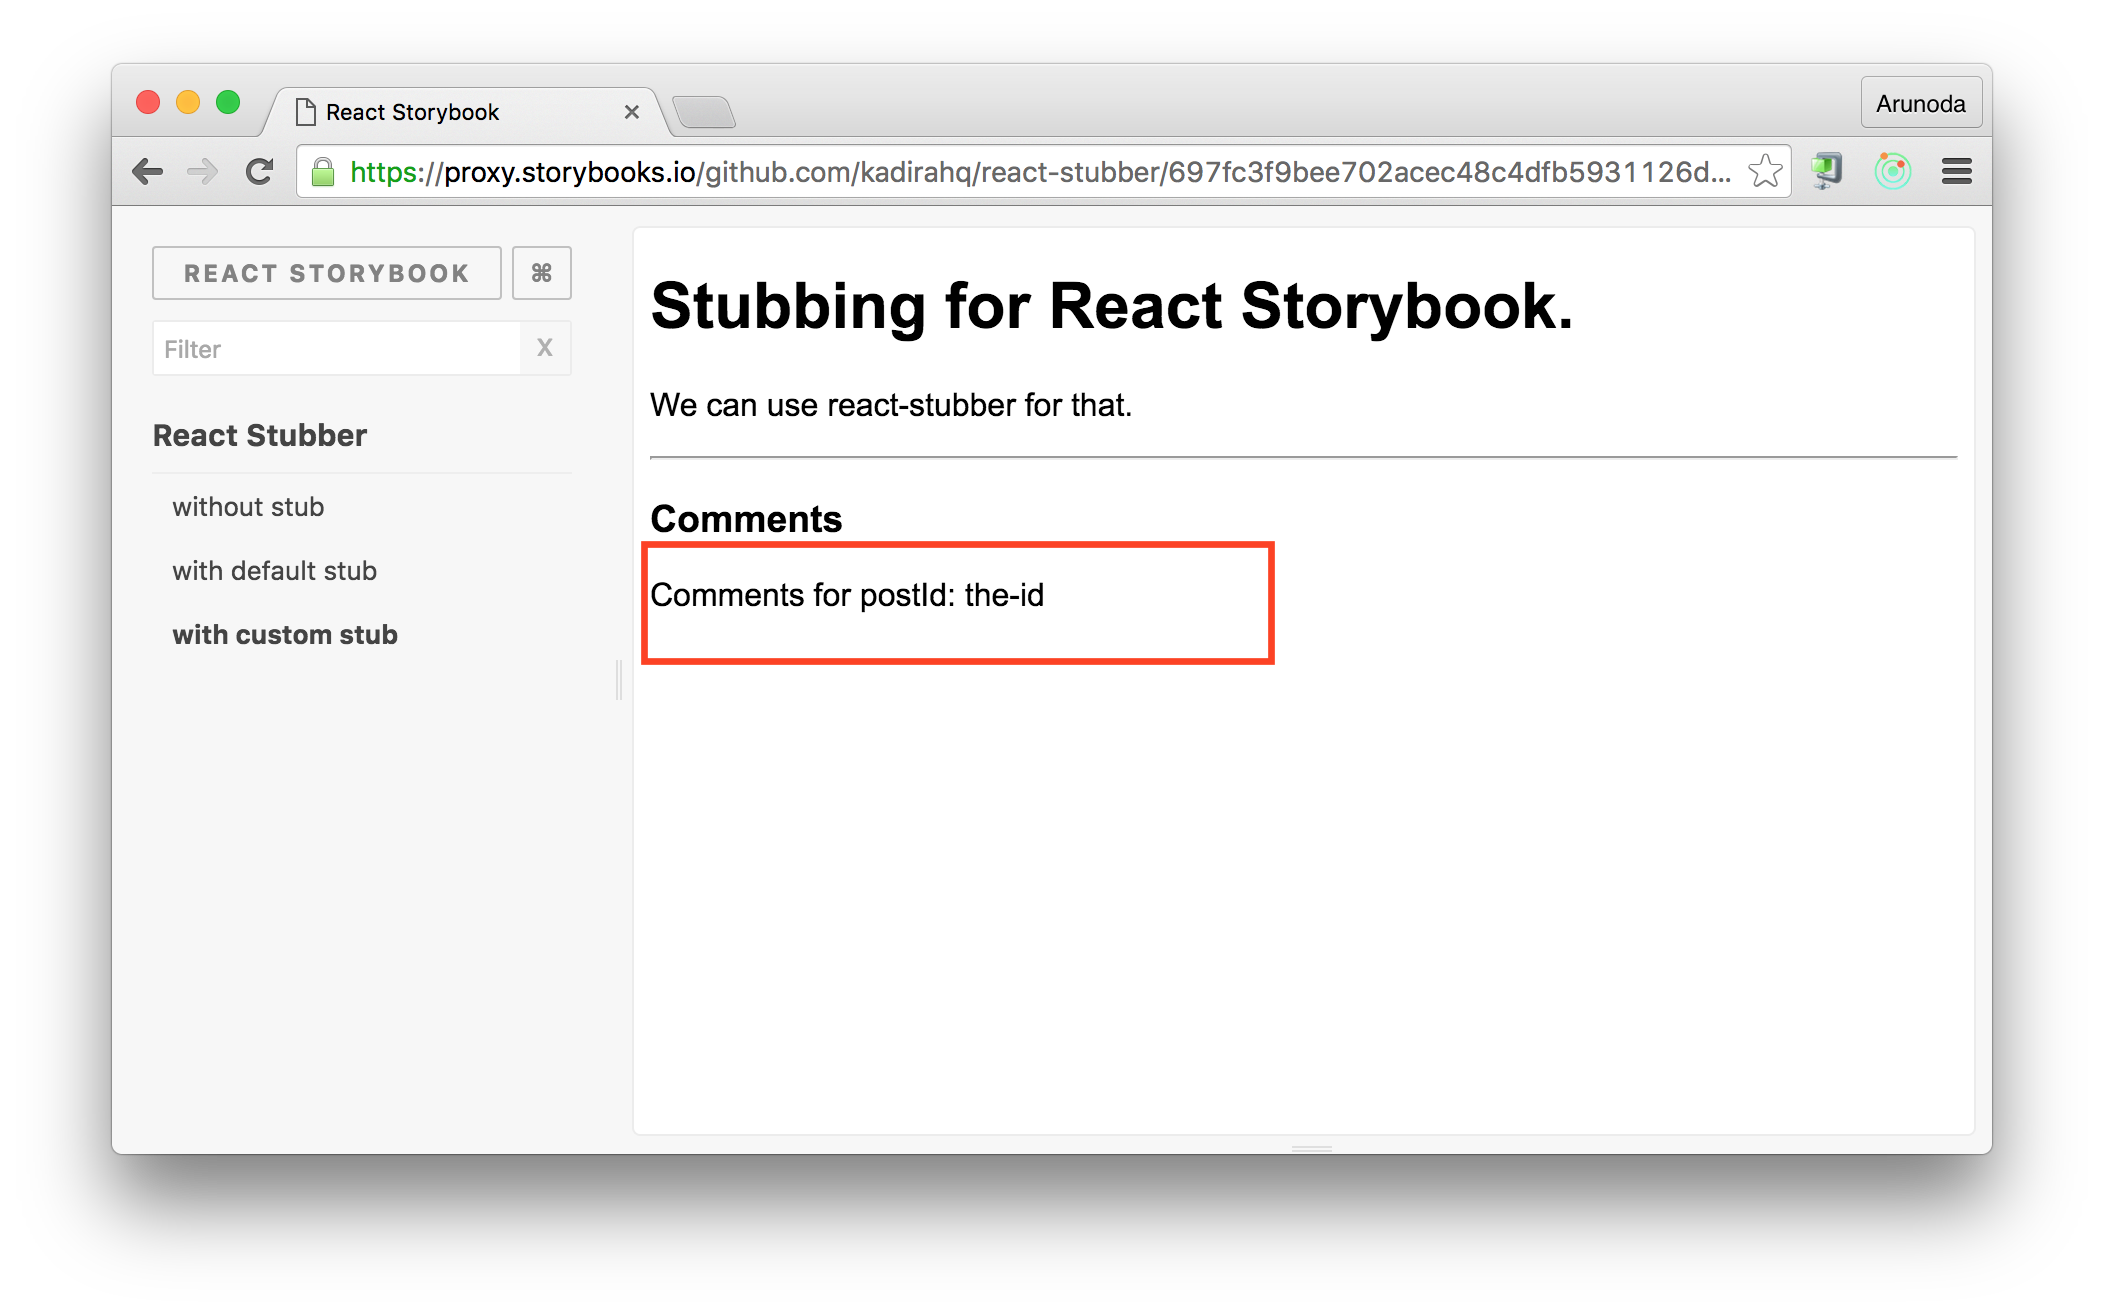 React Storybook
Arunoda
https://proxy.storybooks.io/github.com/kadirahq/react-stubber/697fc3f9bee702acec48c4dfb5931126d...
REACT STORYBOOK ⌘
Filter X
React Stubber
without stub
with default stub
with custom stub
Stubbing for React Storybook.
We can use react-stubber for that.
Comments
Comments for postId: the-id